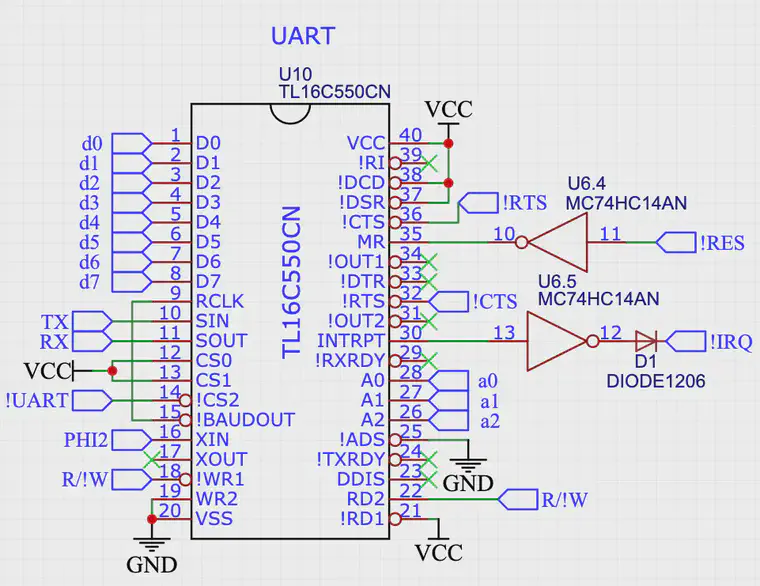 UART
U10
TL16C550CN
TL16C550CN
VCC
d0 1 D0 VCC 40
d1 2 D1 !RI 39
d2 3 D2 !DCD 38
d3 4 D3 !DSR 37
d4 5 D4 !CTS 36 !RTS
d5 6 D5 MR 35
d6 7 D6 !OUT1 34
d7 8 D7 !DTR 33
9 RCLK !RTS 32 !CTS
TX 10 SIN !OUT2 31
RX 11 SOUT INTRPT 30
VCC 12 CS0 !RXRDY 29
13 CS1 A0 28 a0
!UART 14 !CS2 A1 27 a1
15 !BAUDOUT A2 26 a2
PHI2 16 XIN !ADS 25
17 XOUT !TXRDY 24
GND
R/!W 18 !WR1 DDIS 23
19 WR2 RD2 22 R/!W
20 VSS !RD1 21
GND
VCC
U6.4
MC74HC14AN
10 11 !RES
U6.5
MC74HC14AN
13 12 !IRQ
D1
DIODE1206